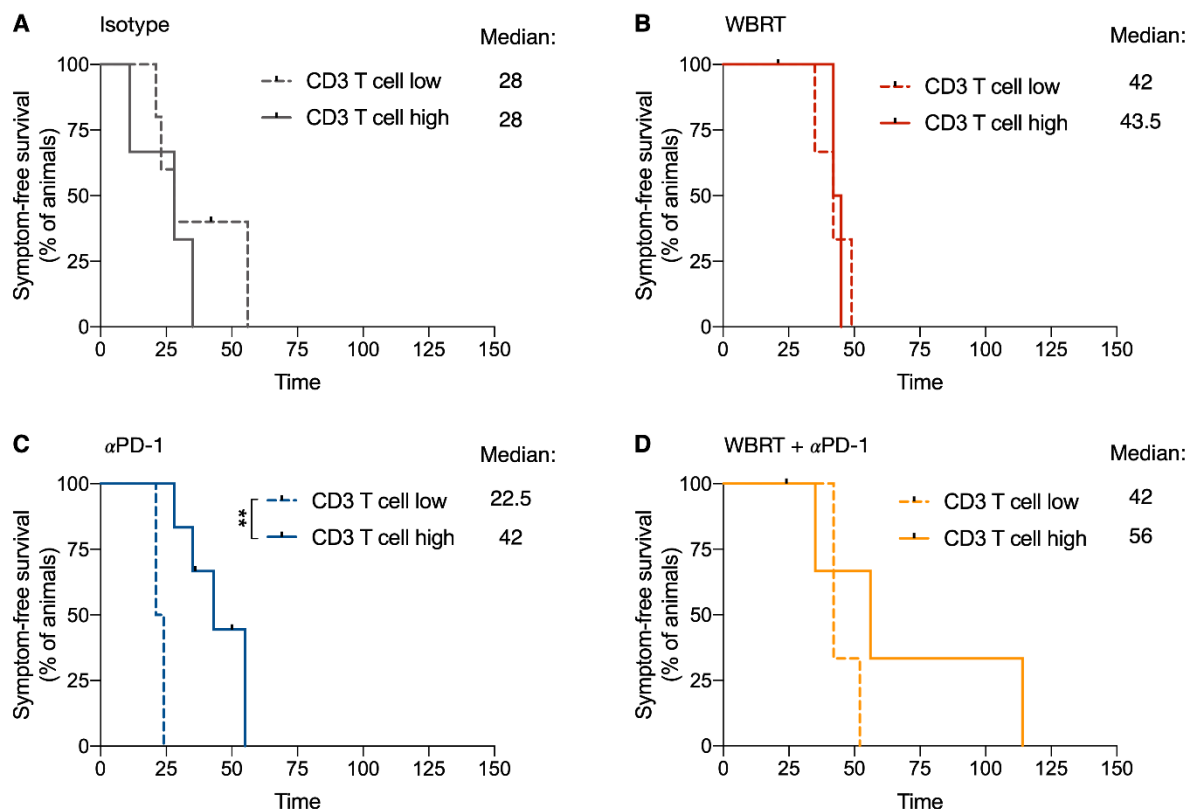 A Isotype
Median:
CD3 T cell low 28
CD3 T cell high 28
Symptom-free survival
(% of animals)
100
75
50
25
0
0 25 50 75 100 125 150
Time
B WBRT
Median:
CD3 T cell low 42
CD3 T cell high 43.5
Symptom-free survival
(% of animals)
100
75
50
25
0
0 25 50 75 100 125 150
Time
C αPD-1
Median:
CD3 T cell low 22.5
**
CD3 T cell high 42
Symptom-free survival
(% of animals)
100
75
50
25
0
0 25 50 75 100 125 150
Time
D WBRT + αPD-1
Median:
CD3 T cell low 42
CD3 T cell high 56
Symptom-free survival
(% of animals)
100
75
50
25
0
0 25 50 75 100 125 150
Time